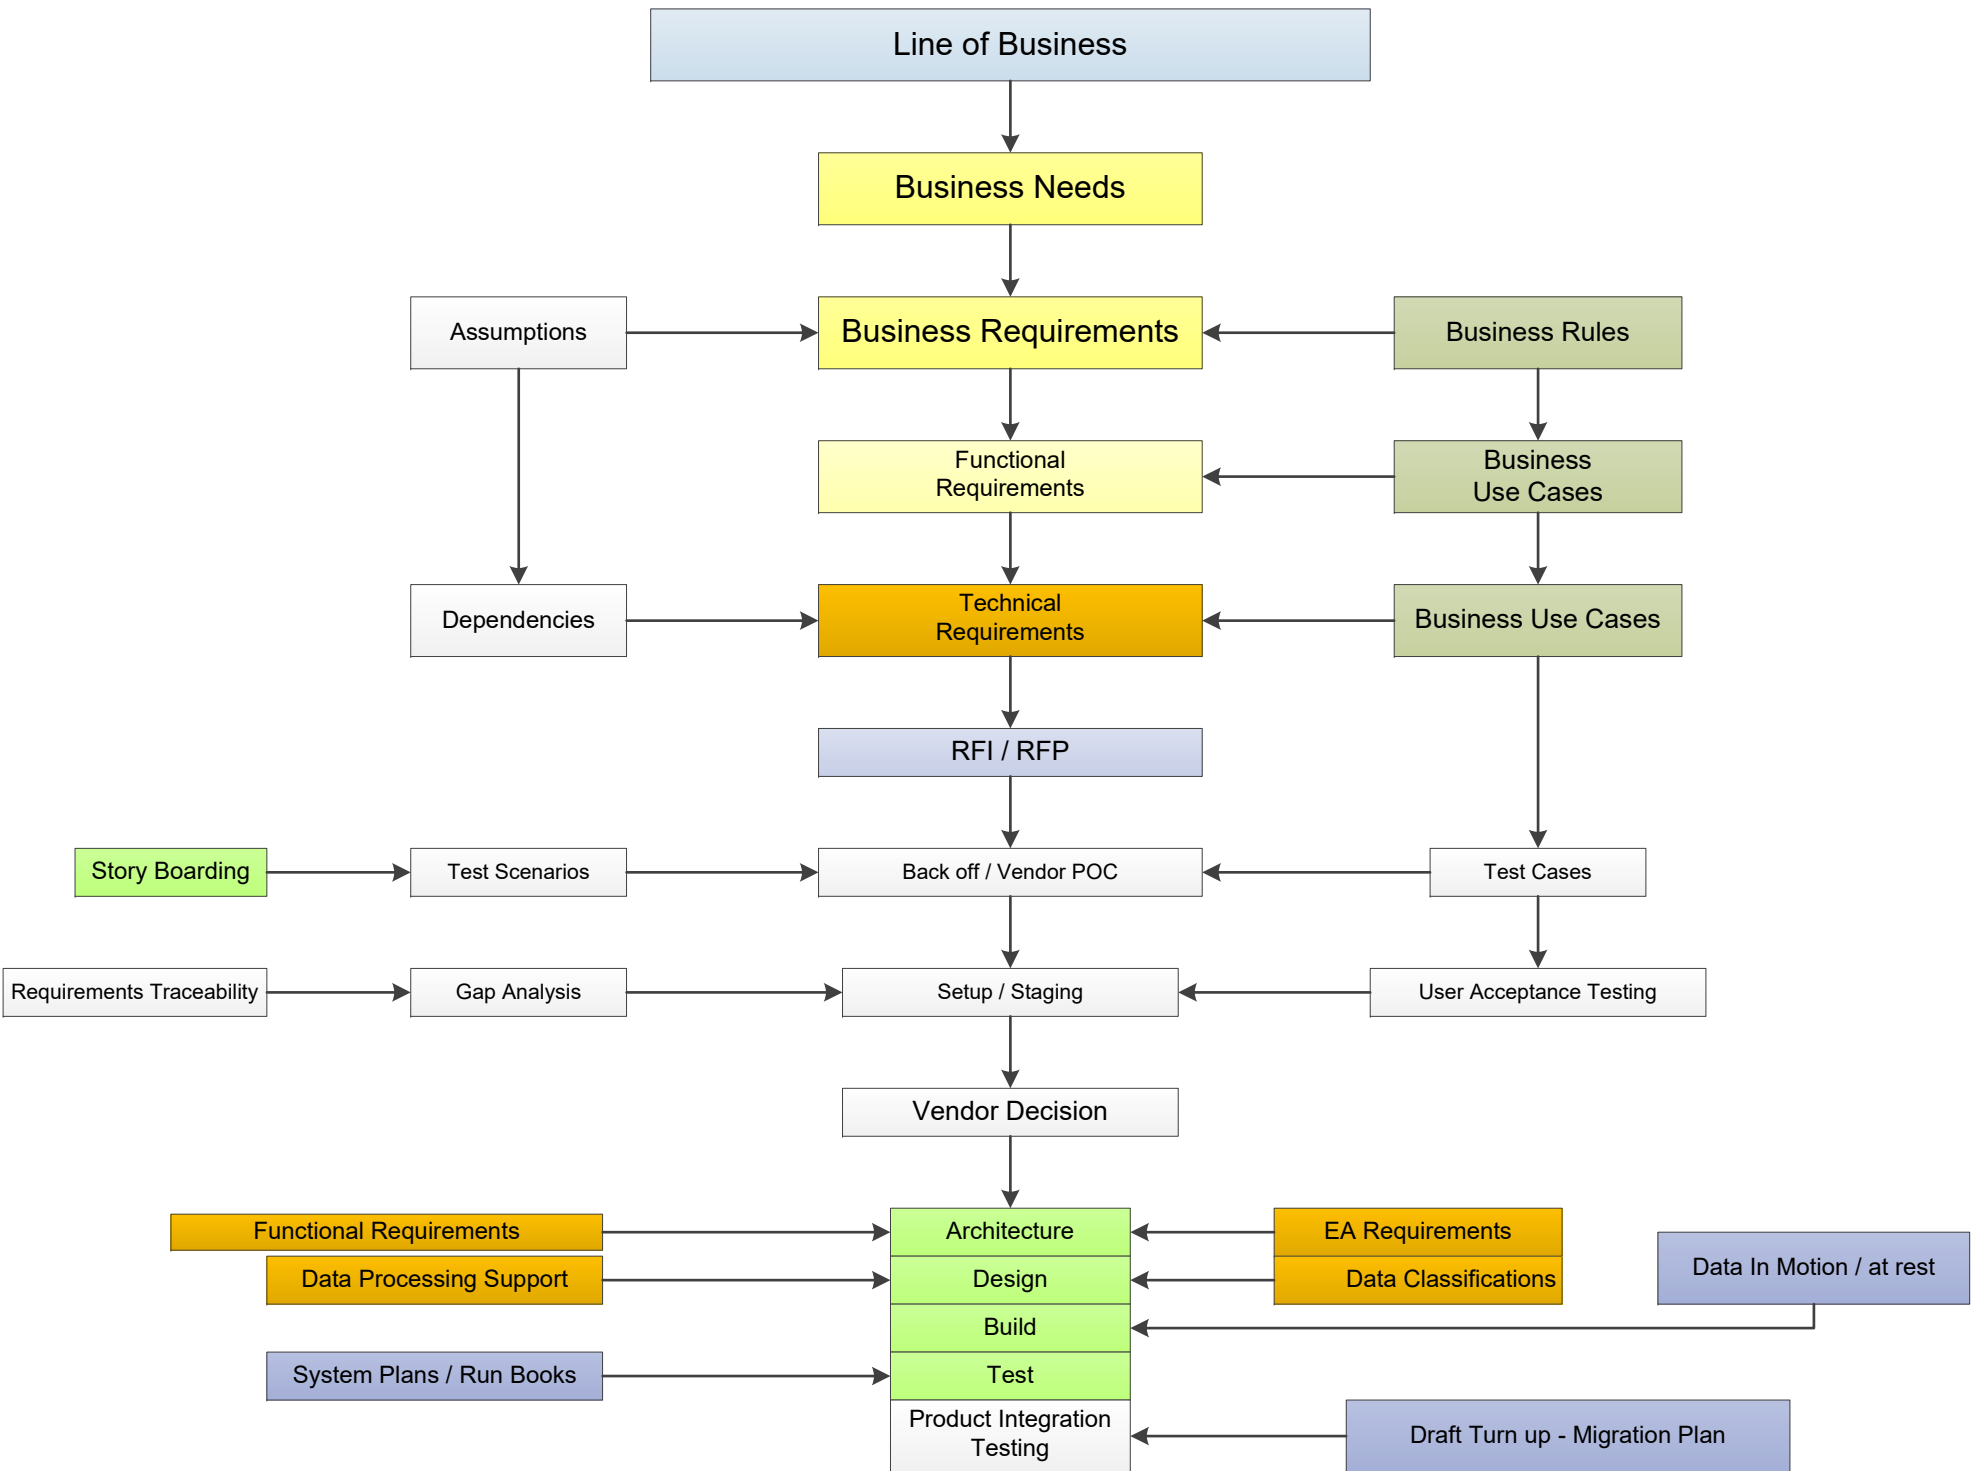 Line of Business
Business Needs
Assumptions
Business Requirements
Business Rules
Functional
Requirements
Business
Use Cases
Dependencies
Technical
Requirements
Business Use Cases
RFI / RFP
Story Boarding
Test Scenarios
Back off / Vendor POC
Test Cases
Requirements Traceability
Gap Analysis
Setup / Staging
User Acceptance Testing
Vendor Decision
Functional Requirements
Architecture
EA Requirements
Data Processing Support
Design
Data Classifications
Data In Motion / at rest
Build
System Plans / Run Books
Test
Product Integration
Testing
Draft Turn up - Migration Plan